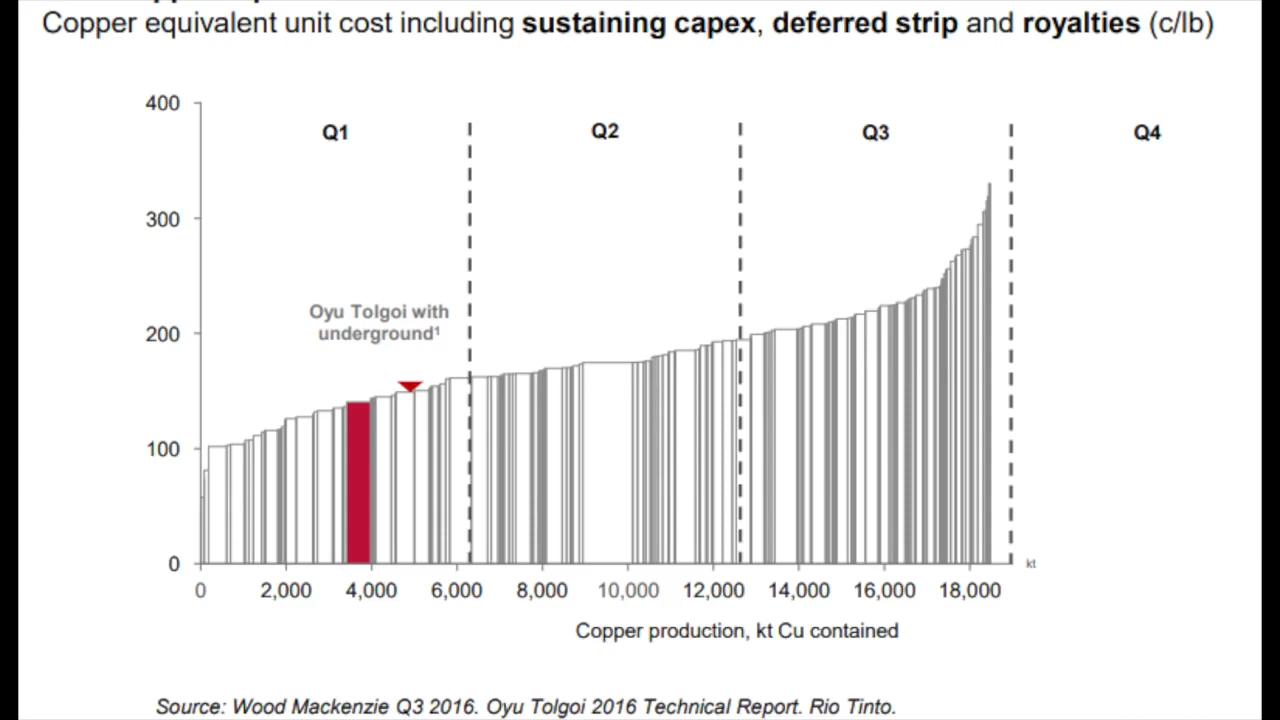 Copper equivalent unit cost including sustaining capex, deferred strip and royalties (c/lb)
400
Q1
Q2
Q3
Q4
300
Oyu Tolgoi with
underground¹
200
100
0
kt
0 2,000 4,000 6,000 8,000 10,000 12,000 14,000 16,000 18,000
Copper production, kt Cu contained
Source: Wood Mackenzie Q3 2016. Oyu Tolgoi 2016 Technical Report. Rio Tinto.